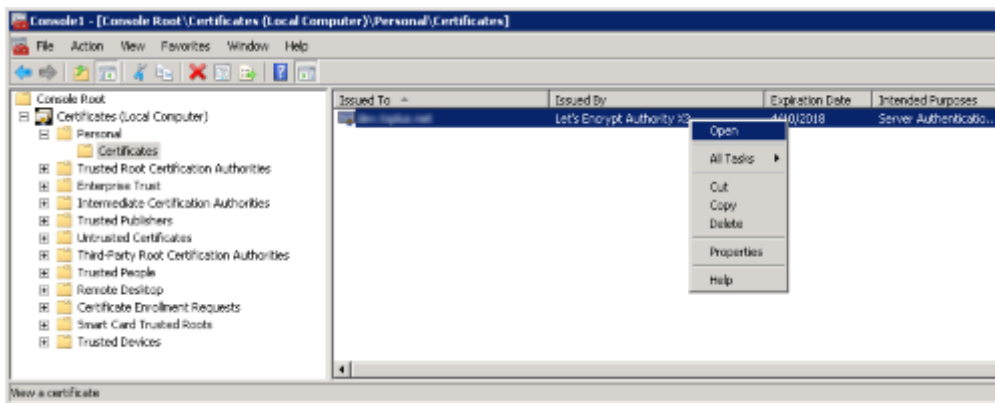 Console1 - [Console Root\Certificates (Local Computer)\Personal\Certificates]
File Action View Favorites Window Help
Console Root
Certificates (Local Computer)
Personal
Certificates
Trusted Root Certification Authorities
Enterprise Trust
Intermediate Certification Authorities
Trusted Publishers
Untrusted Certificates
Third-Party Root Certification Authorities
Trusted People
Remote Desktop
Certificate Enrollment Requests
Smart Card Trusted Roots
Trusted Devices
Issued To Issued By Expiration Date Intended Purposes
Let's Encrypt Authority X3 4/10/2018 Server Authenticatio...
Open
All Tasks
Cut
Copy
Delete
Properties
Help
View a certificate